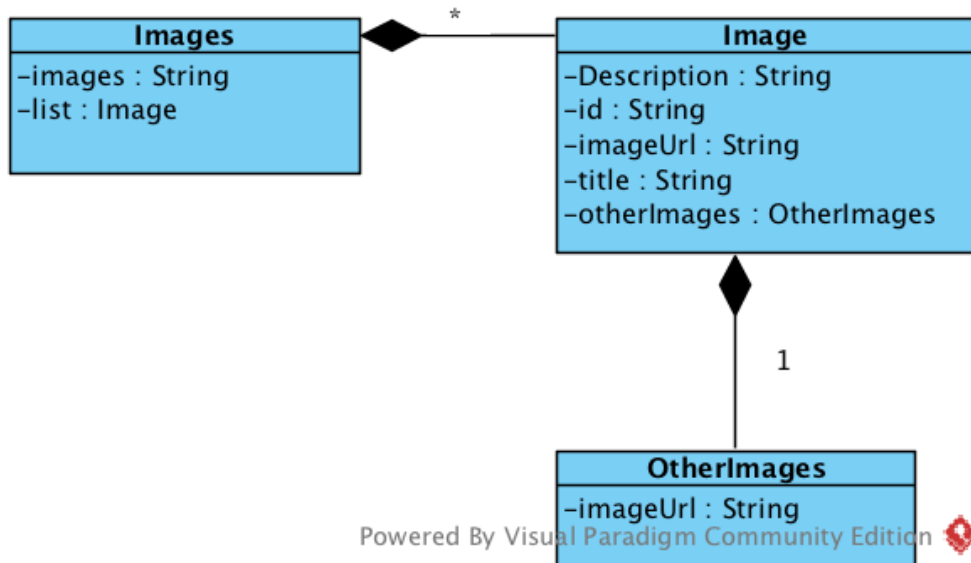 Images
-images : String
-list : Image
*
Image
-Description : String
-id : String
-imageUrl : String
-title : String
-otherImages : OtherImages
1
OtherImages
-imageUrl : String
Powered By Visual Paradigm Community Edition